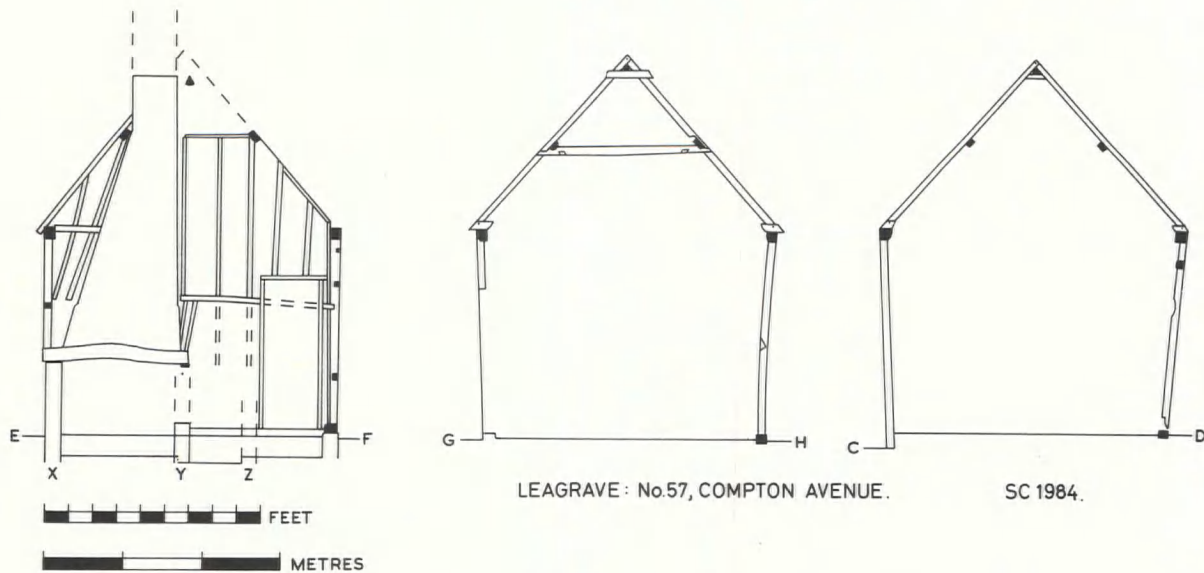 E
F
X Y Z
G
H
C
D
LEAGRAVE: No.57, COMPTON AVENUE.
SC 1984.
FEET
METRES